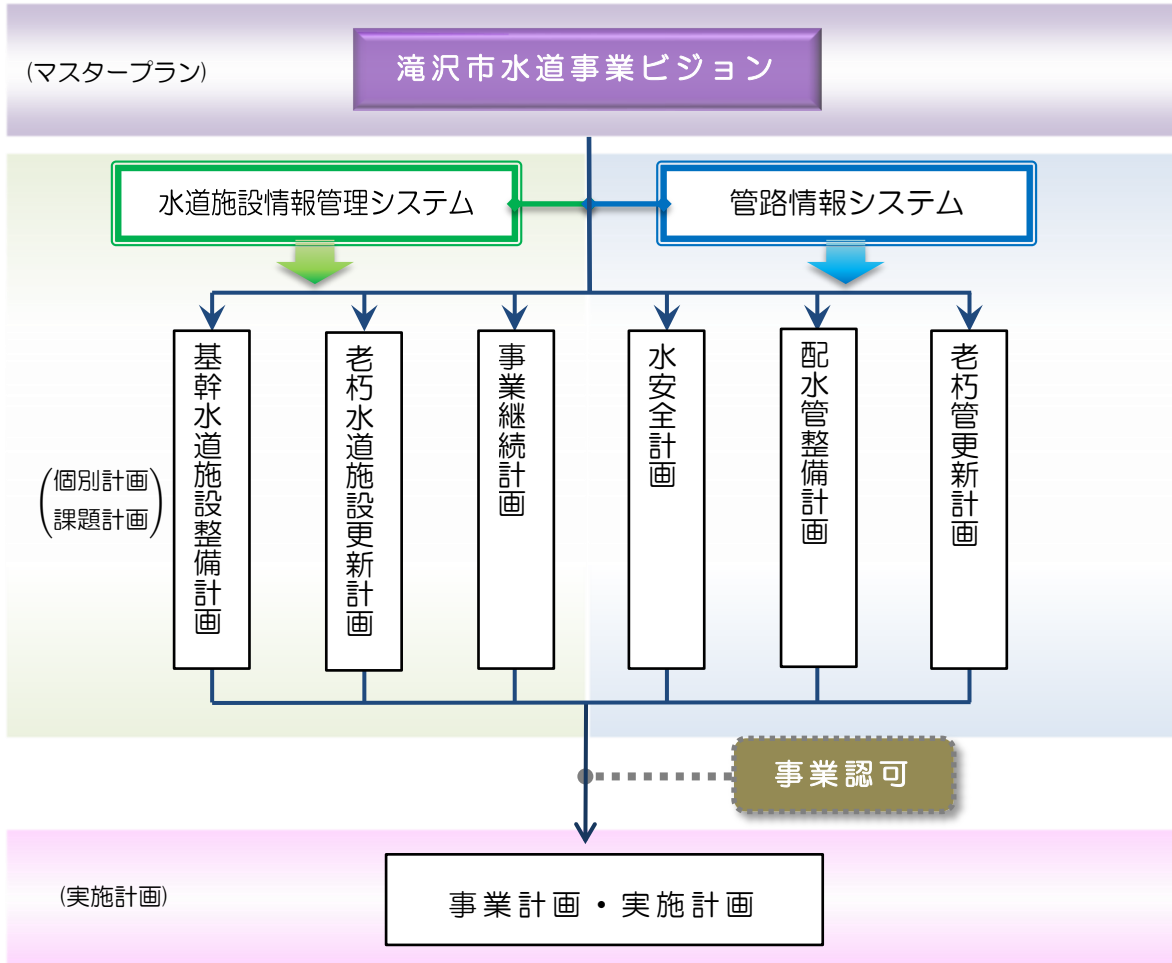 (マスタープラン)
滝沢市水道事業ビジョン
水道施設情報管理システム
管路情報システム
(個別計画
課題計画)
基幹水道施設整備計画
老朽水道施設更新計画
事業継続計画
水安全計画
配水管整備計画
老朽管更新計画
事業認可
(実施計画)
事業計画・実施計画